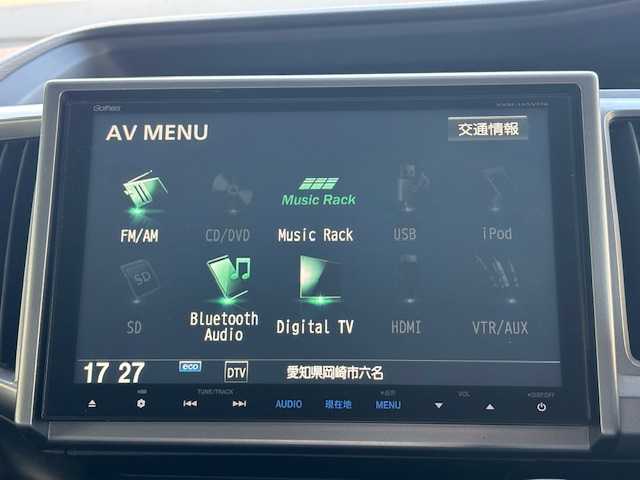 Gathers
AV MENU
交通情報
Music Rack
FM/AM
CD/DVD
Music Rack
USB
iPod
SD
SD
Bluetooth
Audio
Digital TV
HDMI
VTR/AUX
17 27
eco
DTV
愛知県岡崎市六名
TUNE/TRACK
VOL
AUDIO
現在地
MENU